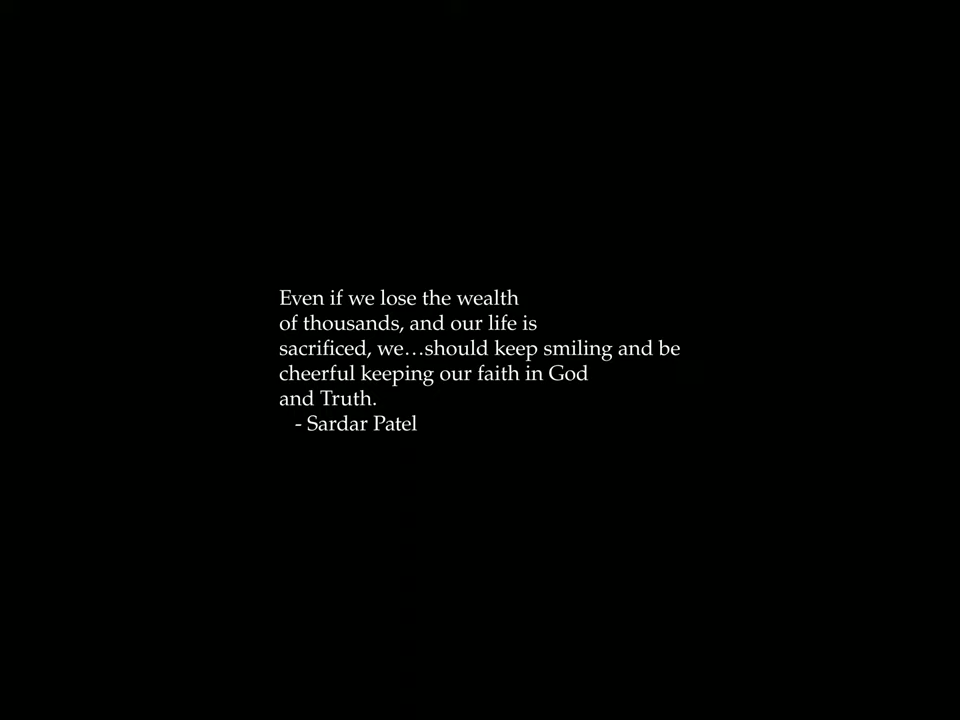 Even if we lose the wealth
of thousands, and our life is
sacrificed, we…should keep smiling and be
cheerful keeping our faith in God
and Truth.
- Sardar Patel